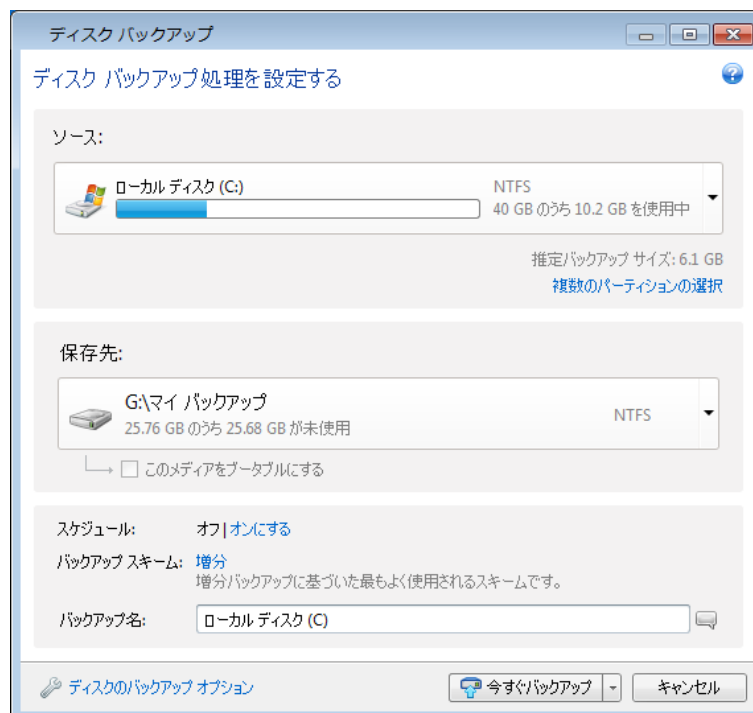 ディスク バックアップ
ディスク バックアップ処理を設定する
ソース:
ローカル ディスク (C:)
NTFS
40 GB のうち 10.2 GB を使用中
推定バックアップ サイズ: 6.1 GB
複数のパーティションの選択
保存先:
G:\マイ バックアップ
25.76 GB のうち 25.68 GB が未使用
NTFS
このメディアをブータブルにする
スケジュール: オフ|オンにする
バックアップ スキーム: 増分
増分バックアップに基づいた最もよく使用されるスキームです。
バックアップ名: ローカル ディスク (C)
ディスクのバックアップ オプション
今すぐバックアップ
キャンセル